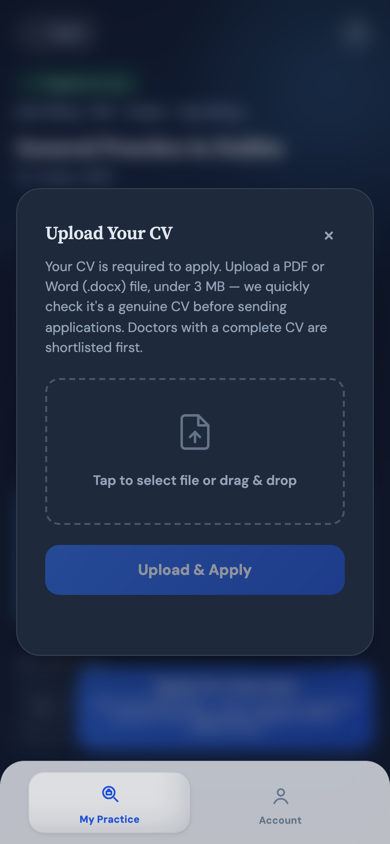 Upload Your CV
×
Your CV is required to apply. Upload a PDF or
Word (.docx) file, under 3 MB — we quickly
check it's a genuine CV before sending
applications. Doctors with a complete CV are
shortlisted first.
Tap to select file or drag & drop
Upload & Apply
My Practice
Account